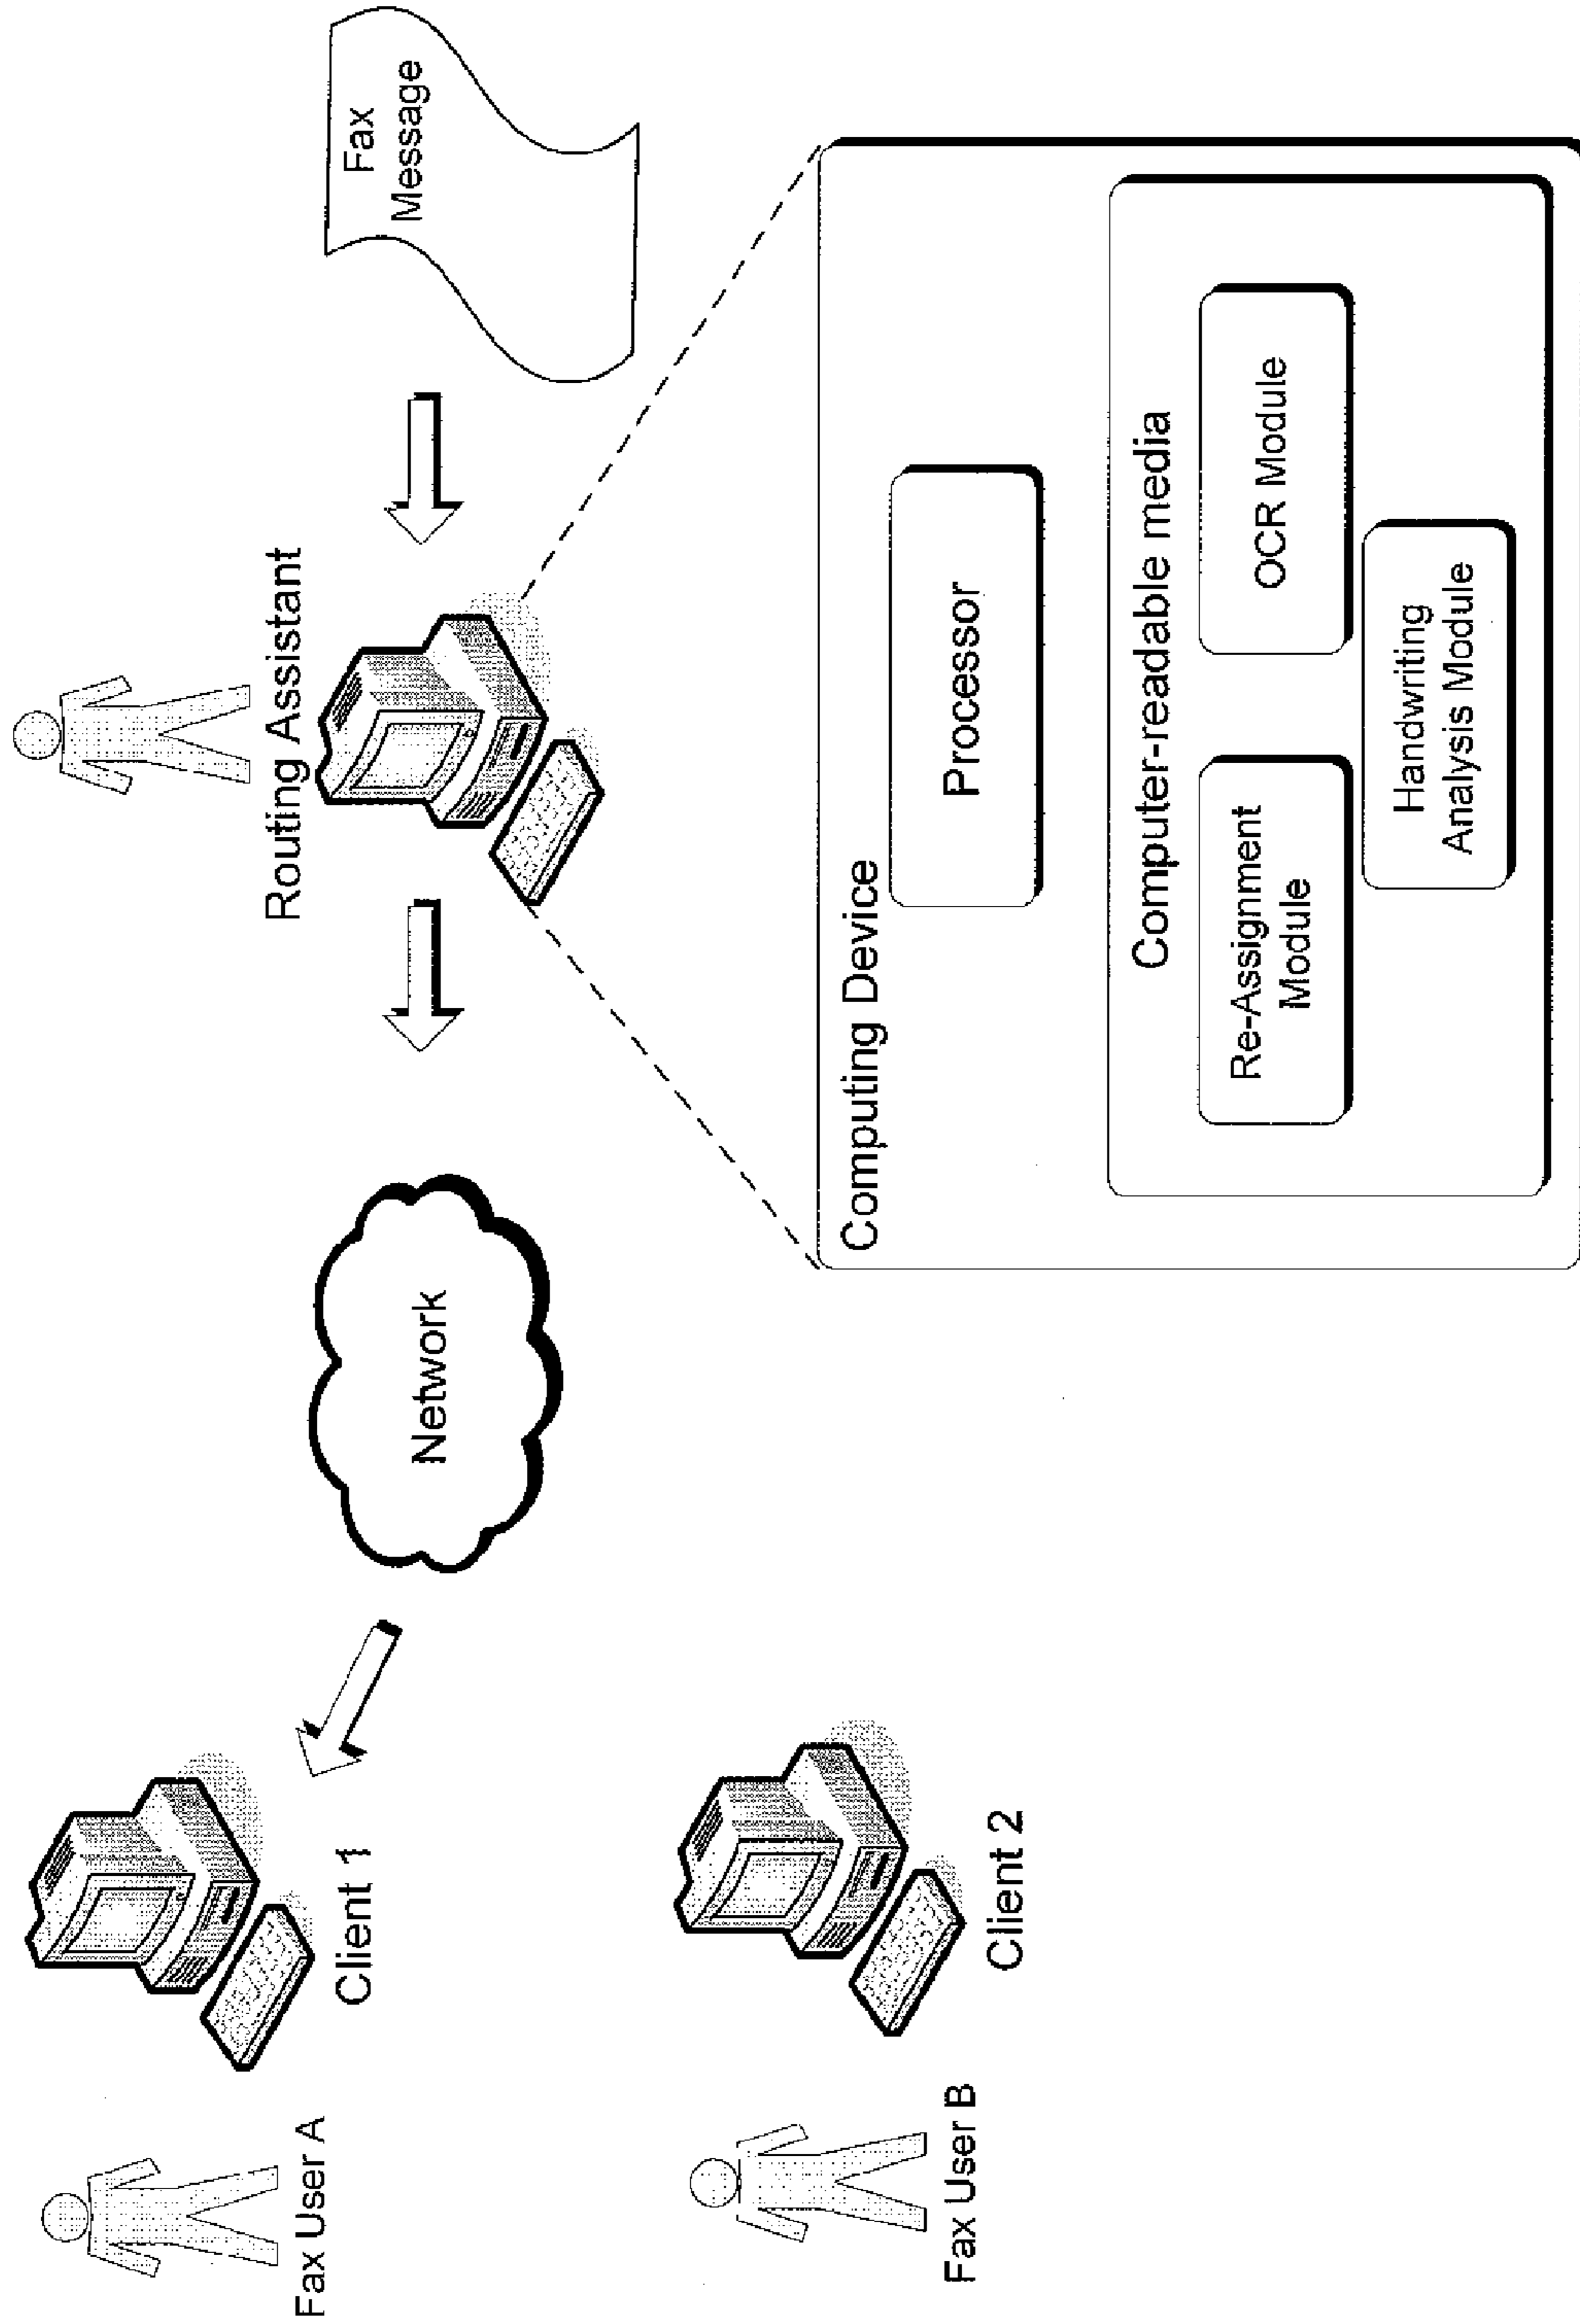 Fax User A
Client 1
Network
Routing Assistant
Fax
Message
Fax User B
Client 2
Computing Device
Processor
Computer-readable media
Re-Assignment
Module
OCR Module
Handwriting
Analysis Module